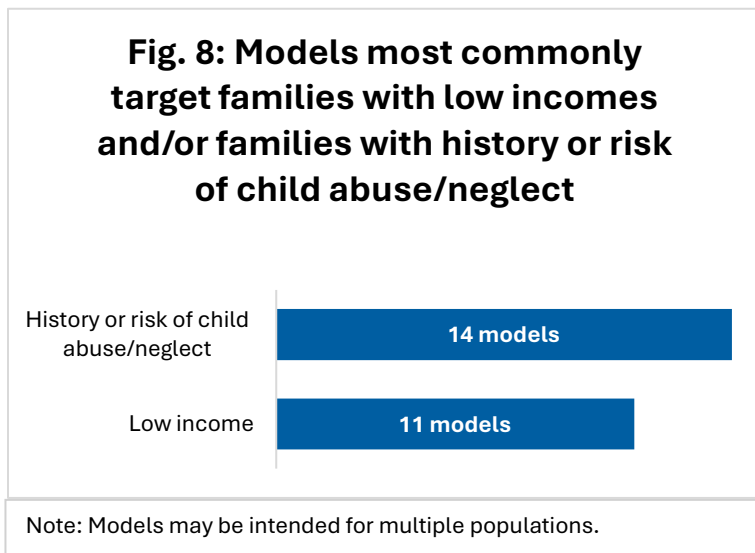 Fig. 8: Models most commonly
target families with low incomes
and/or families with history or risk
of child abuse/neglect
History or risk of child
abuse/neglect
14 models
Low income
11 models
Note: Models may be intended for multiple populations.